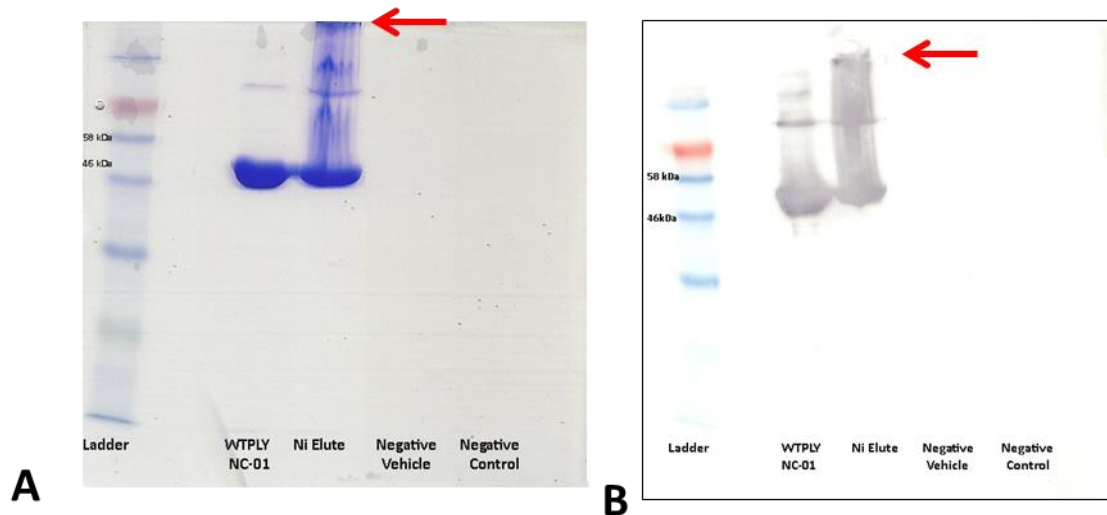 58 kDa
46 kDa
Ladder
WTPLY
NC-01
Ni Elute
Negative
Vehicle
Negative
Control
A
58 kDa
46kDa
Ladder
WTPLY
NC-01
Ni Elute
Negative
Vehicle
Negative
Control
B